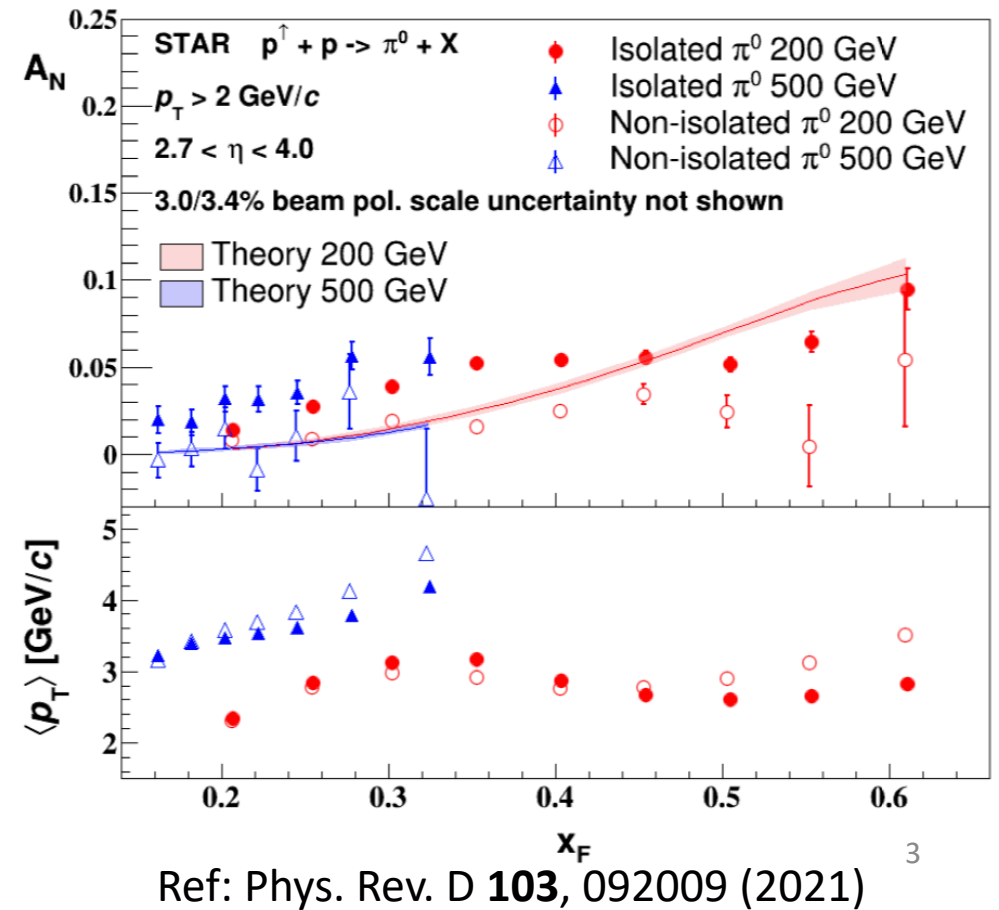 0.25
STAR p↑ + p -> π⁰ + X
A_N
0.2
p_T > 2 GeV/c
2.7 < η < 4.0
0.15
3.0/3.4% beam pol. scale uncertainty not shown
Isolated π⁰ 200 GeV
Isolated π⁰ 500 GeV
Non-isolated π⁰ 200 GeV
Non-isolated π⁰ 500 GeV
Theory 200 GeV
Theory 500 GeV
0.1
0.05
0
5
4
3
2
⟨p_T⟩ [GeV/c]
0.2 0.3 0.4 0.5 0.6
x_F
3
Ref: Phys. Rev. D 103, 092009 (2021)